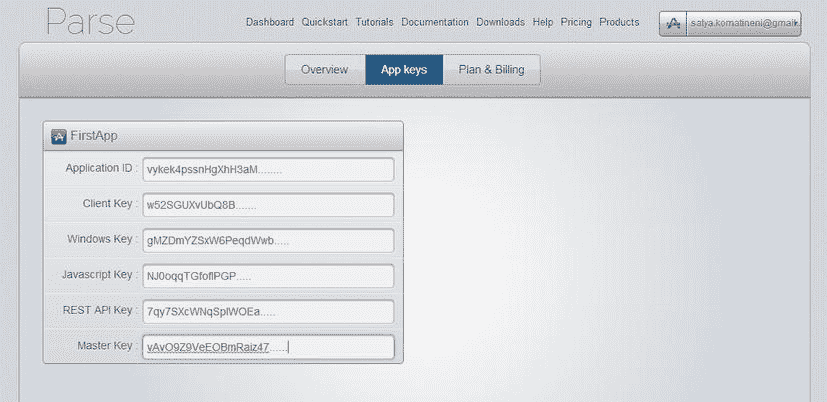 Parse
Dashboard Quickstart Tutorials Documentation Downloads Help Pricing Products satya.komatineni@gmail.
Overview App keys Plan & Billing
FirstApp
Application ID : vykek4pssnHgXhH3aM........
Client Key : w52SGUXvUbQ8B.......
Windows Key : gMZDmYZSxW6PeqdWwb.....
Javascript Key : NJ0oqqTGfoflPGP.....
REST API Key : 7qy7SXcWNqSplWOEa.....
Master Key : vAvO9Z9VeEOBmRaiz47......